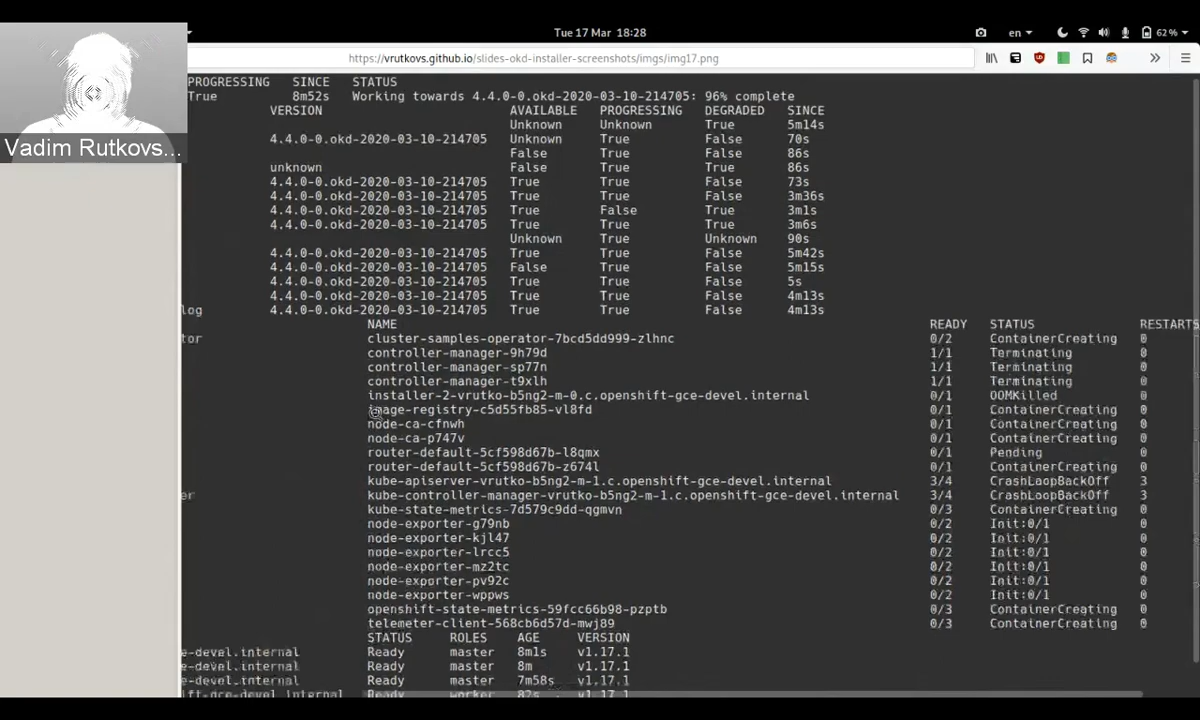 Tue 17 Mar 18:28
en
62%
https://vrutkovs.github.io/slides-okd-installer-screenshots/imgs/img17.png
Vadim Rutkovs...
PROGRESSING SINCE STATUS
True 8m52s Working towards 4.4.0-0.okd-2020-03-10-214705: 96% complete
VERSION AVAILABLE PROGRESSING DEGRADED SINCE
Unknown Unknown True 5m14s
4.4.0-0.okd-2020-03-10-214705 Unknown True False 70s
False True False 86s
unknown False True False 86s
4.4.0-0.okd-2020-03-10-214705 True True False 73s
4.4.0-0.okd-2020-03-10-214705 True True False 3m36s
4.4.0-0.okd-2020-03-10-214705 True False True 3m1s
4.4.0-0.okd-2020-03-10-214705 True True False 3m6s
Unknown True Unknown 90s
4.4.0-0.okd-2020-03-10-214705 True True False 5m42s
4.4.0-0.okd-2020-03-10-214705 False True False 5m15s
4.4.0-0.okd-2020-03-10-214705 True True False 5s
4.4.0-0.okd-2020-03-10-214705 True True False 4m13s
log 4.4.0-0.okd-2020-03-10-214705 True True False 4m13s
NAME READY STATUS RESTARTS
tor cluster-samples-operator-7bcd5dd999-zlhnc 0/2 ContainerCreating 0
controller-manager-9h79d 1/1 Terminating 0
controller-manager-sp77n 1/1 Terminating 0
controller-manager-t9xlh 1/1 Terminating 0
installer-2-vrutko-b5ng2-m-0.c.openshift-gce-devel.internal 0/1 OOMKilled 0
image-registry-c5d55fb85-vl8fd 0/1 ContainerCreating 0
node-ca-cfnwh 0/1 ContainerCreating 0
node-ca-p747v 0/1 ContainerCreating 0
router-default-5cf598d67b-l8qmx 0/1 Pending 0
router-default-5cf598d67b-z674l 0/1 ContainerCreating 0
kube-apiserver-vrutko-b5ng2-m-1.c.openshift-gce-devel.internal 3/4 CrashLoopBackOff 3
er kube-controller-manager-vrutko-b5ng2-m-1.c.openshift-gce-devel.internal 3/4 CrashLoopBackOff 3
kube-state-metrics-7d579c9dd-qgmvn 0/3 ContainerCreating 0
node-exporter-g79nb 0/2 Init:0/1 0
node-exporter-kjl47 0/2 Init:0/1 0
node-exporter-lrcc5 0/2 Init:0/1 0
node-exporter-mz2tc 0/2 Init:0/1 0
node-exporter-pv92c 0/2 Init:0/1 0
node-exporter-wppws 0/2 Init:0/1 0
openshift-state-metrics-59fcc66b98-pzptb 0/3 ContainerCreating 0
telemeter-client-568cb6d57d-mwj89 0/3 ContainerCreating 0
STATUS ROLES AGE VERSION
e-devel.internal Ready master 8m1s v1.17.1
e-devel.internal Ready master 8m v1.17.1
e-devel.internal Ready master 7m58s v1.17.1
ift-gce-devel.internal Ready worker 82s v1.17.1